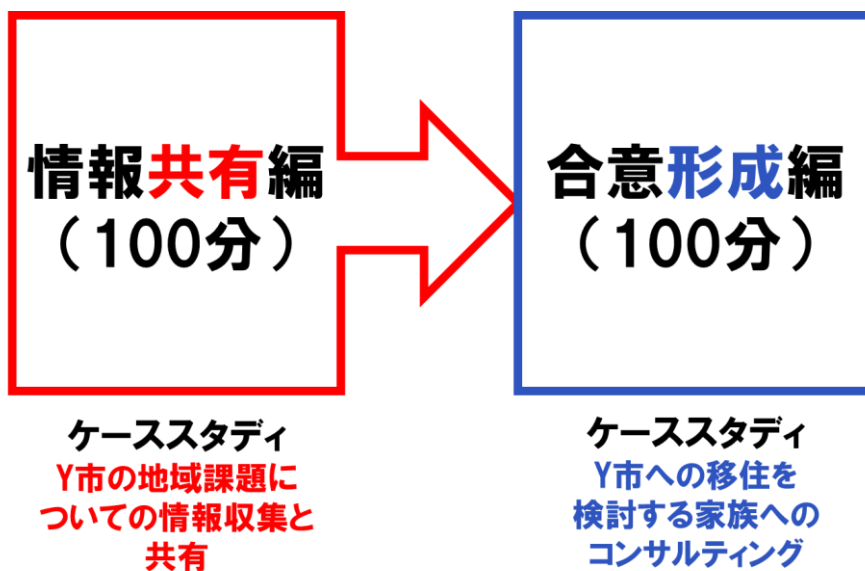 情報共有編
（100分）
ケーススタディ
Y市の地域課題に
ついての情報収集と
共有
合意形成編
（100分）
ケーススタディ
Y市への移住を
検討する家族への
コンサルティング